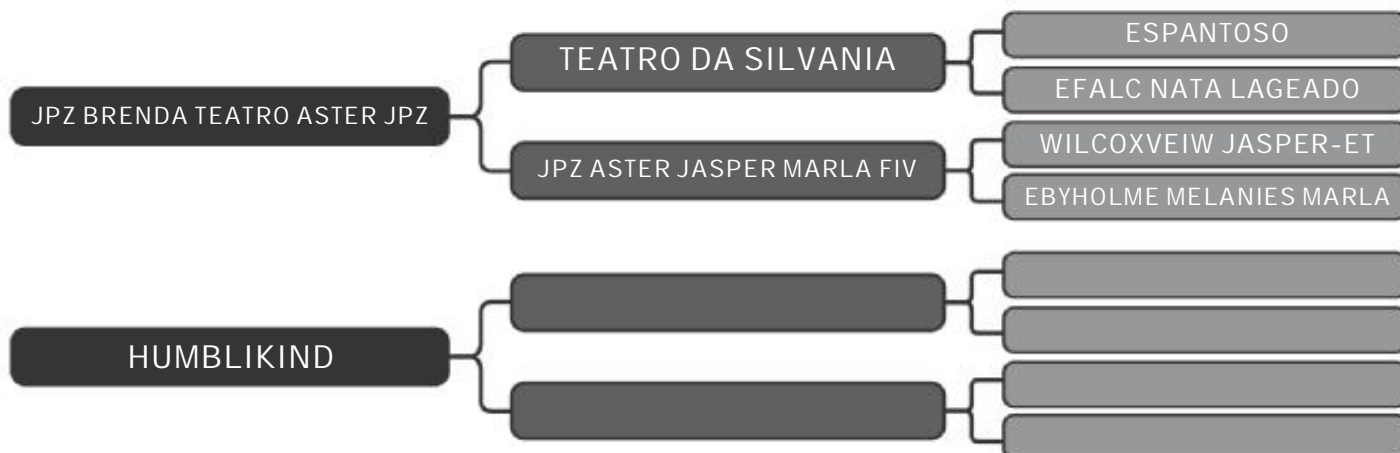 JPZ BRENDA TEATRO ASTER JPZ
TEATRO DA SILVANIA
ESPANTOSO
EFALC NATA LAGEADO
JPZ ASTER JASPER MARLA FIV
WILCOXVEIW JASPER-ET
EBYHOLME MELANIES MARLA
HUMBLIKIND